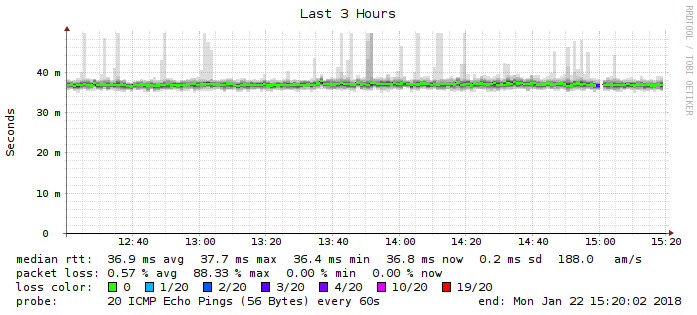 Last 3 Hours
RRDTOOL / TOBI OETIKER
Seconds
40 m
30 m
20 m
10 m
0
12:40 13:00 13:20 13:40 14:00 14:20 14:40 15:00 15:20
median rtt: 36.9 ms avg 37.7 ms max 36.4 ms min 36.8 ms now 0.2 ms sd 188.0 am/s
packet loss: 0.57 % avg 88.33 % max 0.00 % min 0.00 % now
loss color: 0 1/20 2/20 3/20 4/20 10/20 19/20
probe: 20 ICMP Echo Pings (56 Bytes) every 60s end: Mon Jan 22 15:20:02 2018